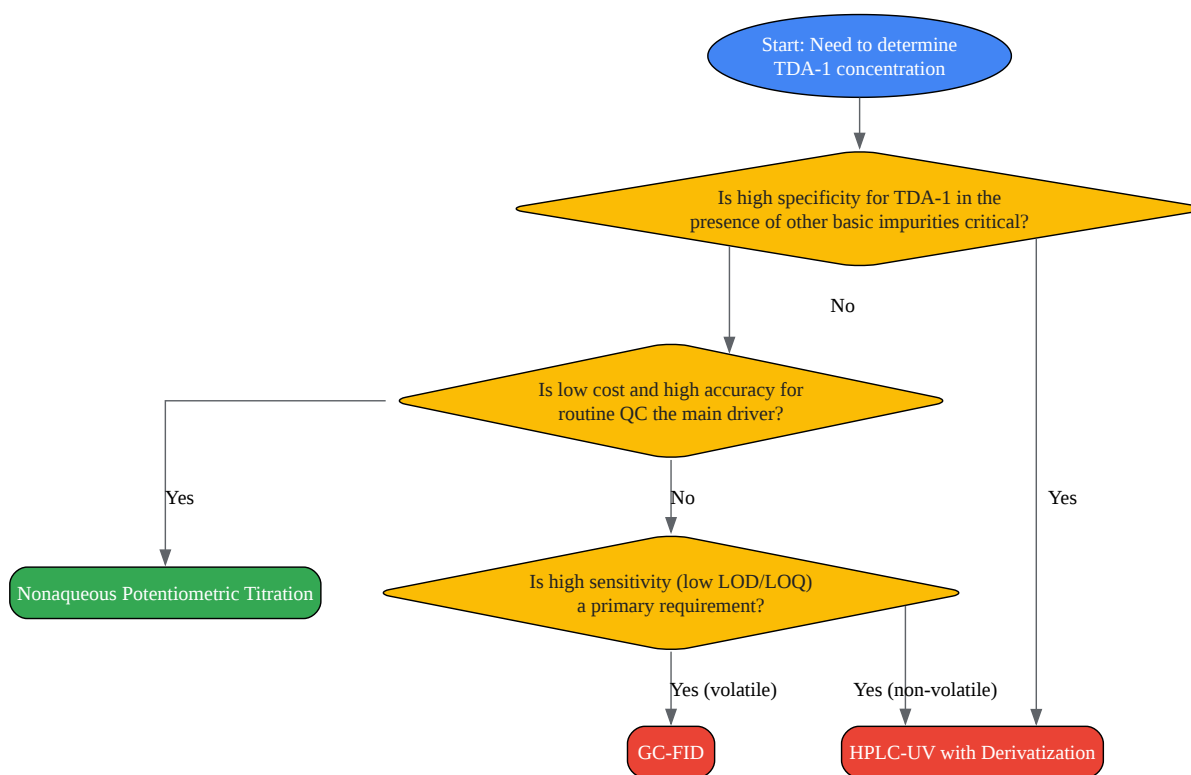 Start: Need to determine
TDA-1 concentration
Is high specificity for TDA-1 in the
presence of other basic impurities critical?
No
Is low cost and high accuracy for
routine QC the main driver?
Yes
No
Yes
Is high sensitivity (low LOD/LOQ)
a primary requirement?
Nonaqueous Potentiometric Titration
Yes (volatile)
Yes (non-volatile)
GC-FID
HPLC-UV with Derivatization